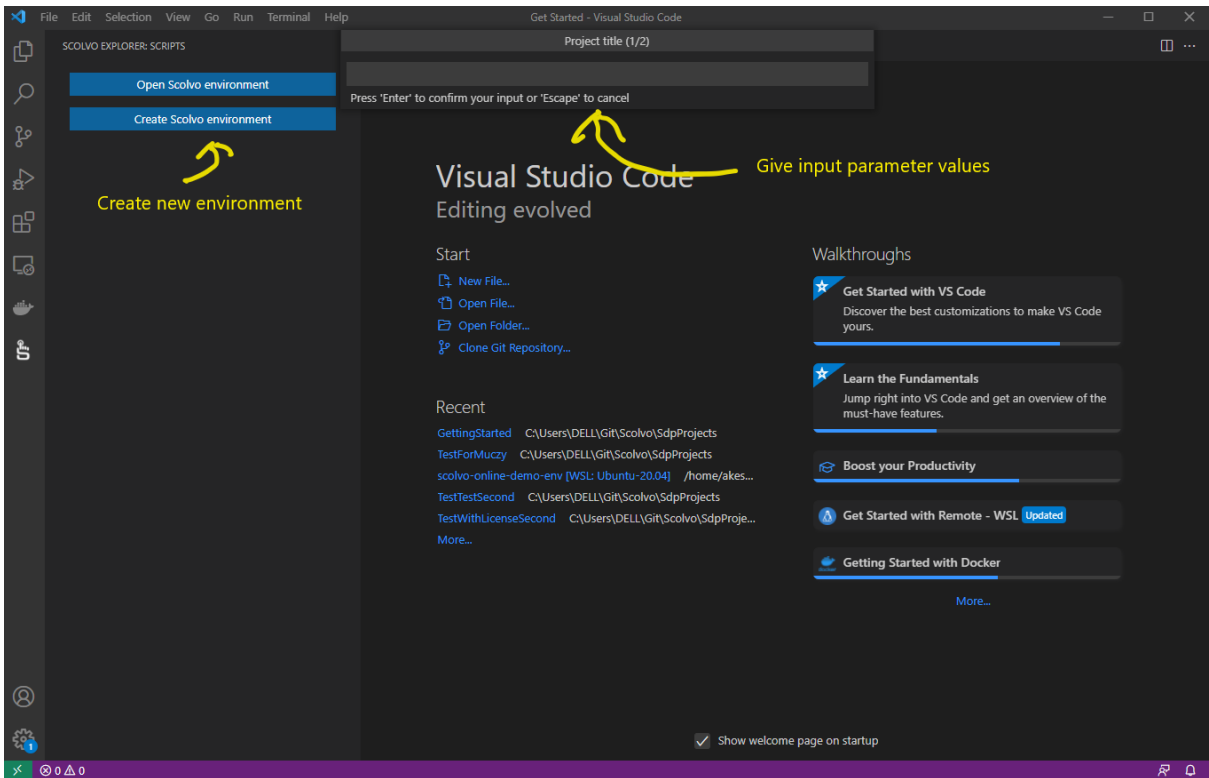 File Edit Selection View Go Run Terminal Help
Get Started - Visual Studio Code
SCOLVO EXPLORER: SCRIPTS
Open Scolvo environment
Create Scolvo environment
Create new environment
Project title (1/2)
Press 'Enter' to confirm your input or 'Escape' to cancel
Give input parameter values
Visual Studio Code
Editing evolved
Start
New File...
Open File...
Open Folder...
Clone Git Repository...
Recent
GettingStarted C:\Users\DELL\Git\Scolvo\SdpProjects
TestForMuczy C:\Users\DELL\Git\Scolvo\SdpProjects
scolvo-online-demo-env [WSL: Ubuntu-20.04] /home/akes...
TestTestSecond C:\Users\DELL\Git\Scolvo\SdpProjects
TestWithLicenseSecond C:\Users\DELL\Git\Scolvo\SdpProje...
More...
Walkthroughs
Get Started with VS Code
Discover the best customizations to make VS Code
yours.
Learn the Fundamentals
Jump right into VS Code and get an overview of the
must-have features.
Boost your Productivity
Get Started with Remote - WSL Updated
Getting Started with Docker
More...
Show welcome page on startup
1
0 0